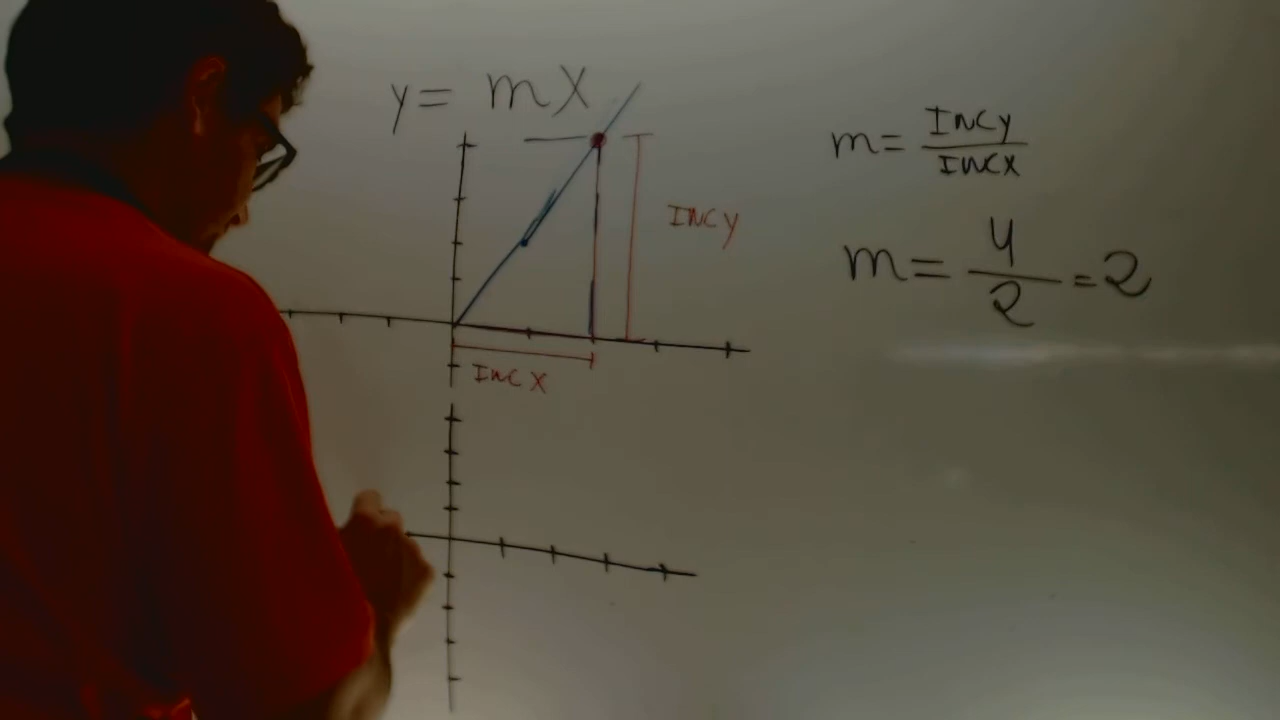 y = mX
m = INCy / INCX
INCy
m = 4 / 2 = 2
INC X